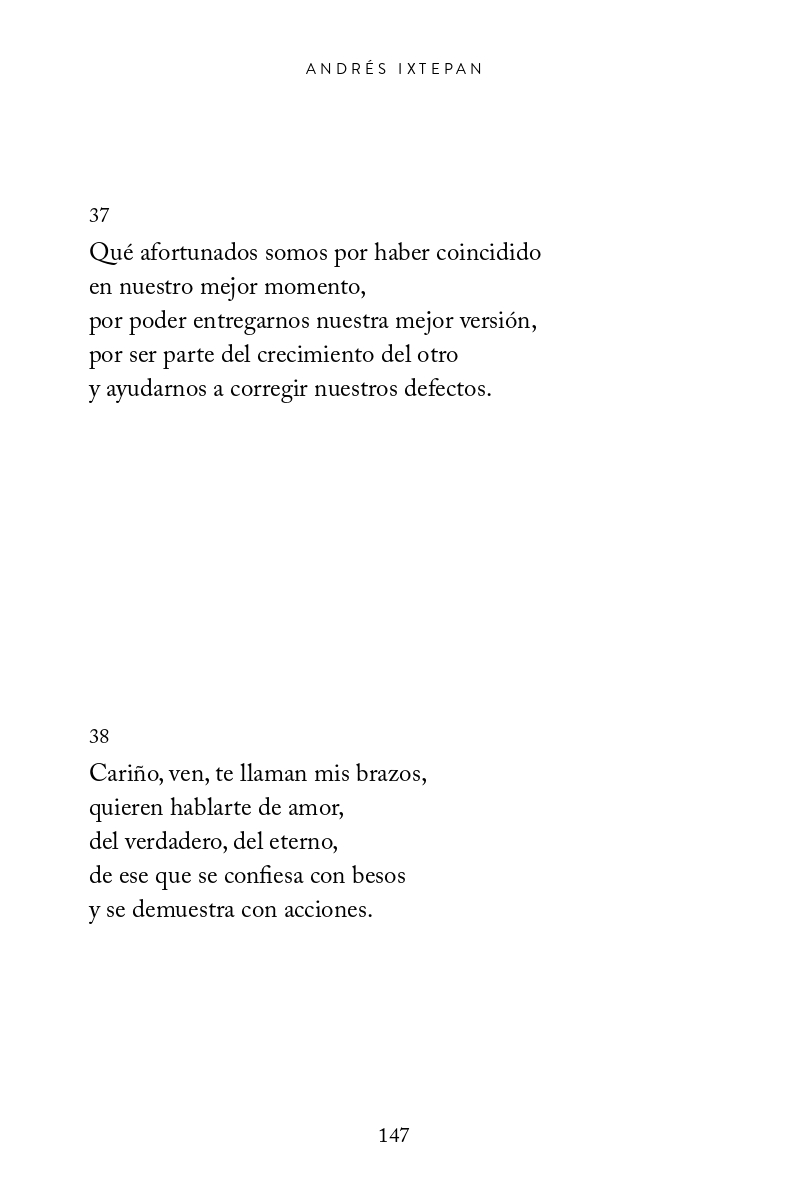 ANDRÉS IXTEPAN
37
Qué afortunados somos por haber coincidido
en nuestro mejor momento,
por poder entregarnos nuestra mejor versión,
por ser parte del crecimiento del otro
y ayudarnos a corregir nuestros defectos.
38
Cariño, ven, te llaman mis brazos,
quieren hablarte de amor,
del verdadero, del eterno,
de ese que se confiesa con besos
y se demuestra con acciones.
147